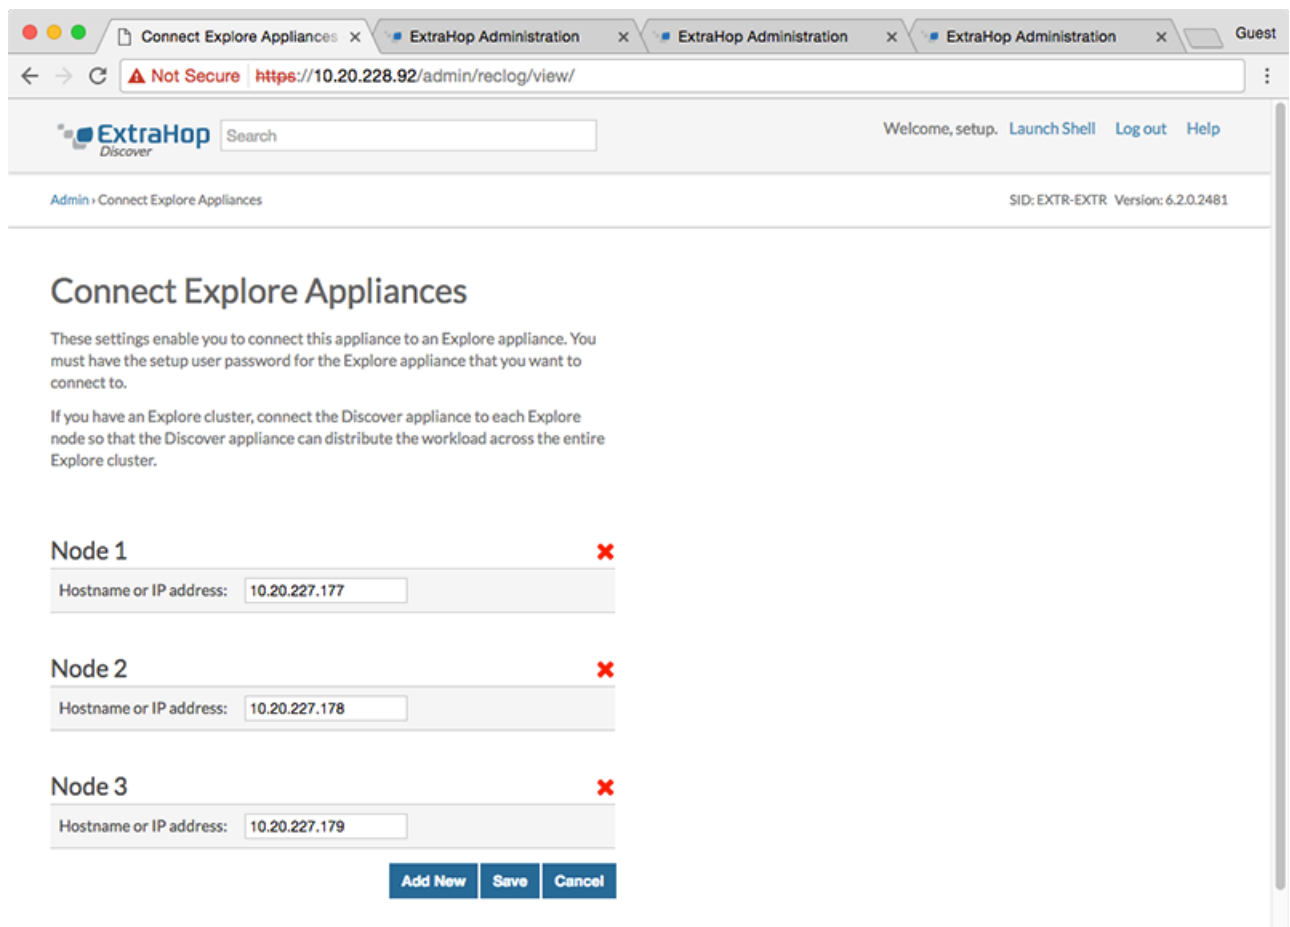 Connect Explore Appliances
ExtraHop Administration
ExtraHop Administration
ExtraHop Administration
Guest
Not Secure https://10.20.228.92/admin/reclog/view/
ExtraHop
Discover
Search
Welcome, setup. Launch Shell Log out Help
Admin › Connect Explore Appliances
SID: EXTR-EXTR Version: 6.2.0.2481
Connect Explore Appliances
These settings enable you to connect this appliance to an Explore appliance. You
must have the setup user password for the Explore appliance that you want to
connect to.
If you have an Explore cluster, connect the Discover appliance to each Explore
node so that the Discover appliance can distribute the workload across the entire
Explore cluster.
Node 1
Hostname or IP address: 10.20.227.177
Node 2
Hostname or IP address: 10.20.227.178
Node 3
Hostname or IP address: 10.20.227.179
Add New Save Cancel